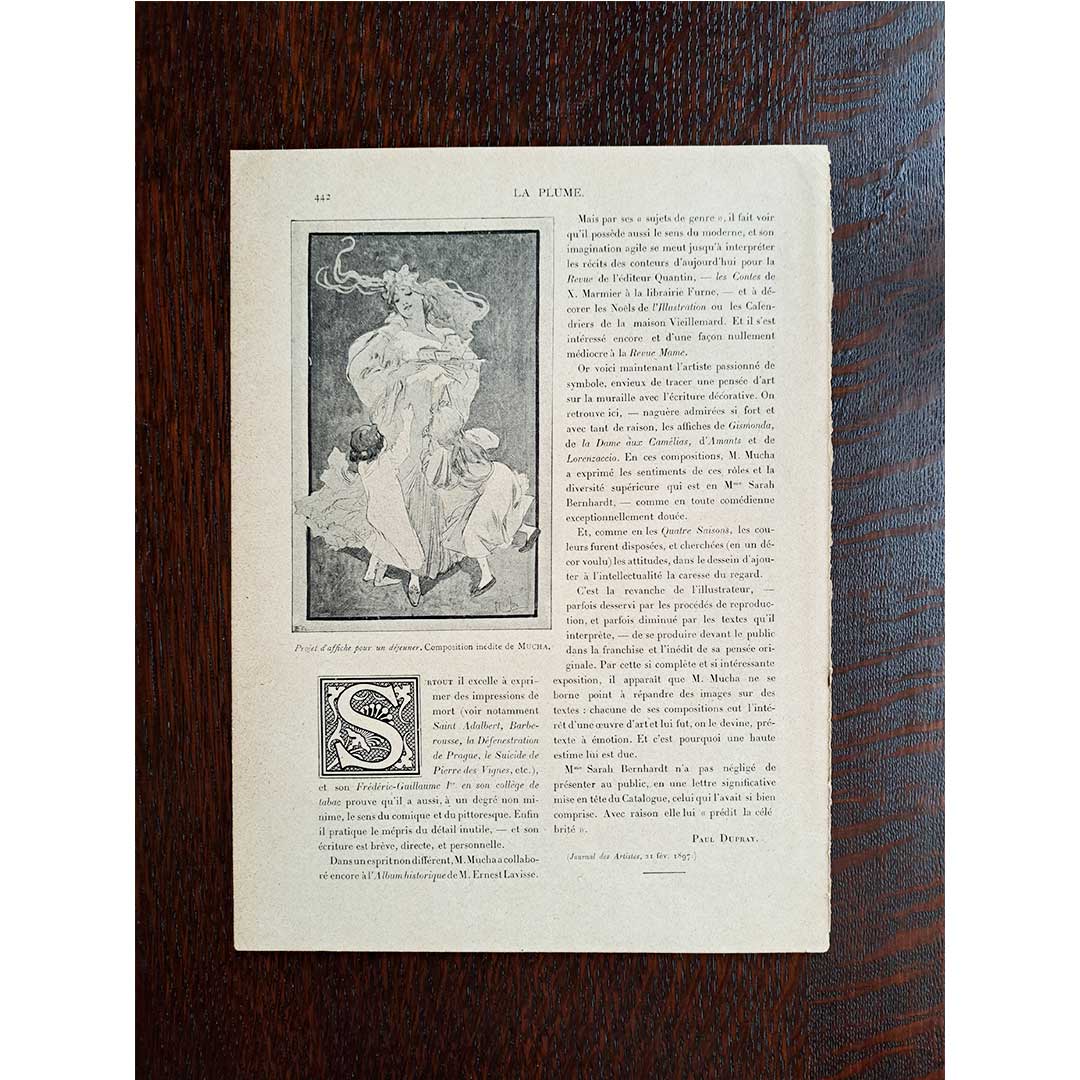 442
LA PLUME.
Projet d'affiche pour un déjeuner. Composition inédite de MUCHA.
SRTOUT il excelle à expri-
mer des impressions de
mort (voir notamment
Saint Adalbert, Barbe-
rousse, la Défenestration
de Prague, le Suicide de
Pierre des Vignes, etc.),
et son Frédéric-Guillaume Ier en son collège de
tabac prouve qu'il a aussi, à un degré non mi-
nime, le sens du comique et du pittoresque. Enfin
il pratique le mépris du détail inutile, — et son
écriture est brève, directe, et personnelle.
Dans un esprit non différent, M. Mucha a collabo-
ré encore à l'Album historique de M. Ernest Lavisse.
Mais par ses « sujets de genre », il fait voir
qu'il possède aussi le sens du moderne, et son
imagination agile se meut jusqu'à interpréter
les récits des conteurs d'aujourd'hui pour la
Revue de l'éditeur Quantin, — les Contes de
X. Marmier à la librairie Furne, — et à dé-
corer les Noëls de l'Illustration ou les Calen-
driers de la maison Vieillemard. Et il s'est
intéressé encore et d'une façon nullement
médiocre à la Revue Mame.
Or voici maintenant l'artiste passionné de
symbole, envieux de tracer une pensée d'art
sur la muraille avec l'écriture décorative. On
retrouve ici, — naguère admirées si fort et
avec tant de raison, les affiches de Gismonda,
de la Dame aux Camélias, d'Amants et de
Lorenzaccio. En ces compositions, M. Mucha
a exprimé les sentiments de ces rôles et la
diversité supérieure qui est en Mme Sarah
Bernhardt, — comme en toute comédienne
exceptionnellement douée.
Et, comme en les Quatre Saisons, les cou-
leurs furent disposées, et cherchées (en un dé-
cor voulu) les attitudes, dans le dessein d'ajou-
ter à l'intellectualité la caresse du regard.
C'est la revanche de l'illustrateur, —
parfois desservi par les procédés de reproduc-
tion, et parfois diminué par les textes qu'il
interprète, — de se produire devant le public
dans la franchise et l'inédit de sa pensée ori-
ginale. Par cette si complète et si intéressante
exposition, il apparaît que M. Mucha ne se
borne point à répandre des images sur des
textes : chacune de ses compositions eut l'inté-
rêt d'une œuvre d'art et lui fut, on le devine, pré-
texte à émotion. Et c'est pourquoi une haute
estime lui est due.
Mme Sarah Bernhardt n'a pas négligé de
présenter au public, en une lettre significative
mise en tête du Catalogue, celui qui l'avait si bien
comprise. Avec raison elle lui « prédit la célé
brité ».
PAUL DUPRAY.
(Journal des Artistes, 21 fév. 1897.)